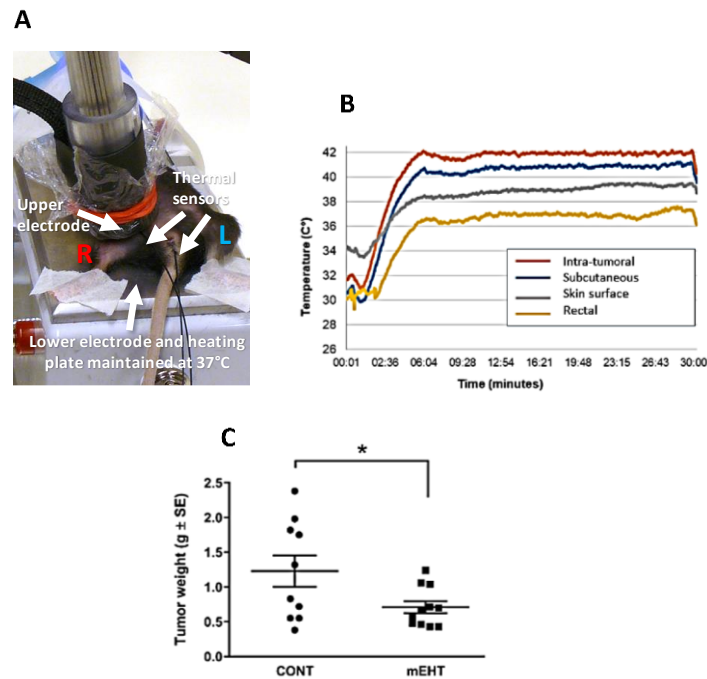 A
Thermal
sensors
Upper
electrode
R
L
Lower electrode and heating
plate maintained at 37°C
B
Temperature (C°)
42
40
38
36
34
32
30
28
26
Intra-tumoral
Subcutaneous
Skin surface
Rectal
00:01 02:36 06:04 09:28 12:54 16:21 19:48 23:15 26:43 30:00
Time (minutes)
C
*
Tumor weight (g ± SE)
2.5
2.0
1.5
1.0
0.5
0.0
CONT mEHT